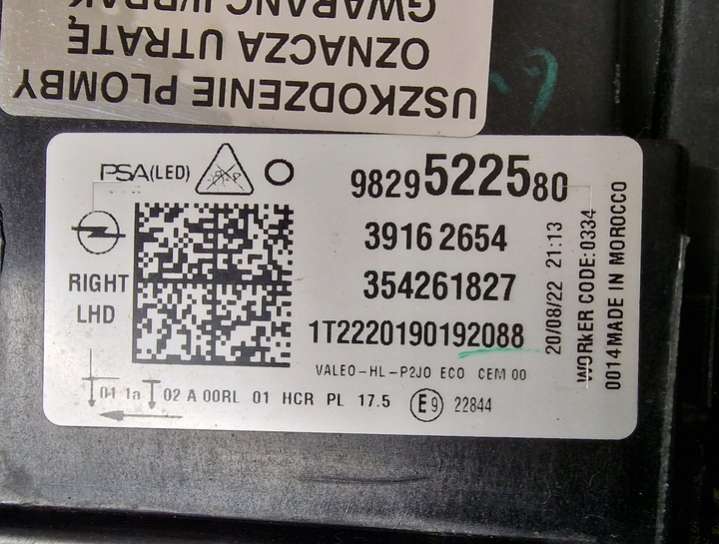 USZKODZENIE PLOMBY
OZNACZA UTRATĘ
PSA(LED)
9829522580
39162654
RIGHT
LHD
354261827
1T2220190192088
VALEO-HL-P2JO ECO CEM 00
01 1a 02 A 00RL 01 HCR PL 17.5 E9 22844
20/08/22 21:13
WORKER CODE:0334
0014MADE IN MOROCCO